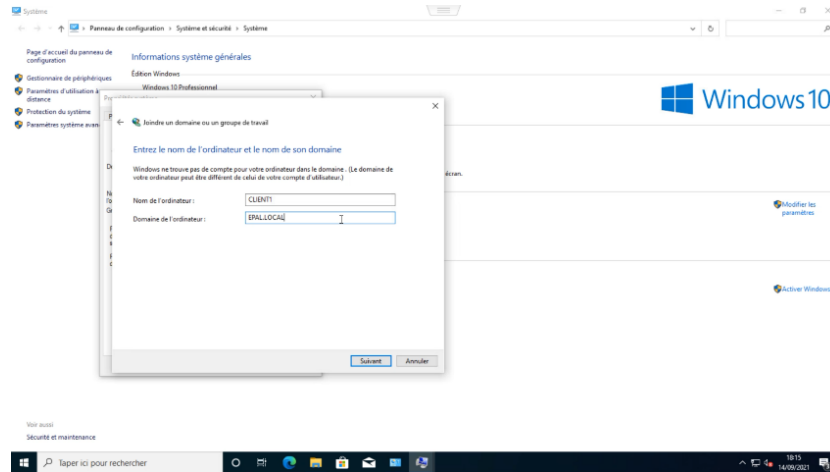 Système
Panneau de configuration › Système et sécurité › Système
Page d'accueil du panneau de
configuration
Gestionnaire de périphériques
Paramètres d'utilisation à
distance
Protection du système
Paramètres système avan
Informations système générales
Édition Windows
Windows 10 Professionnel
Windows 10
Joindre un domaine ou un groupe de travail
Entrez le nom de l'ordinateur et le nom de son domaine
Windows ne trouve pas de compte pour votre ordinateur dans le domaine . (Le domaine de
votre ordinateur peut être différent de celui de votre compte d'utilisateur.)
Nom de l'ordinateur :
CLIENT1
Domaine de l'ordinateur :
EPAL.LOCAL
Suivant
Annuler
écran.
Modifier les
paramètres
Activer Windows
Voir aussi
Sécurité et maintenance
Taper ici pour rechercher
18:15
14/09/2021